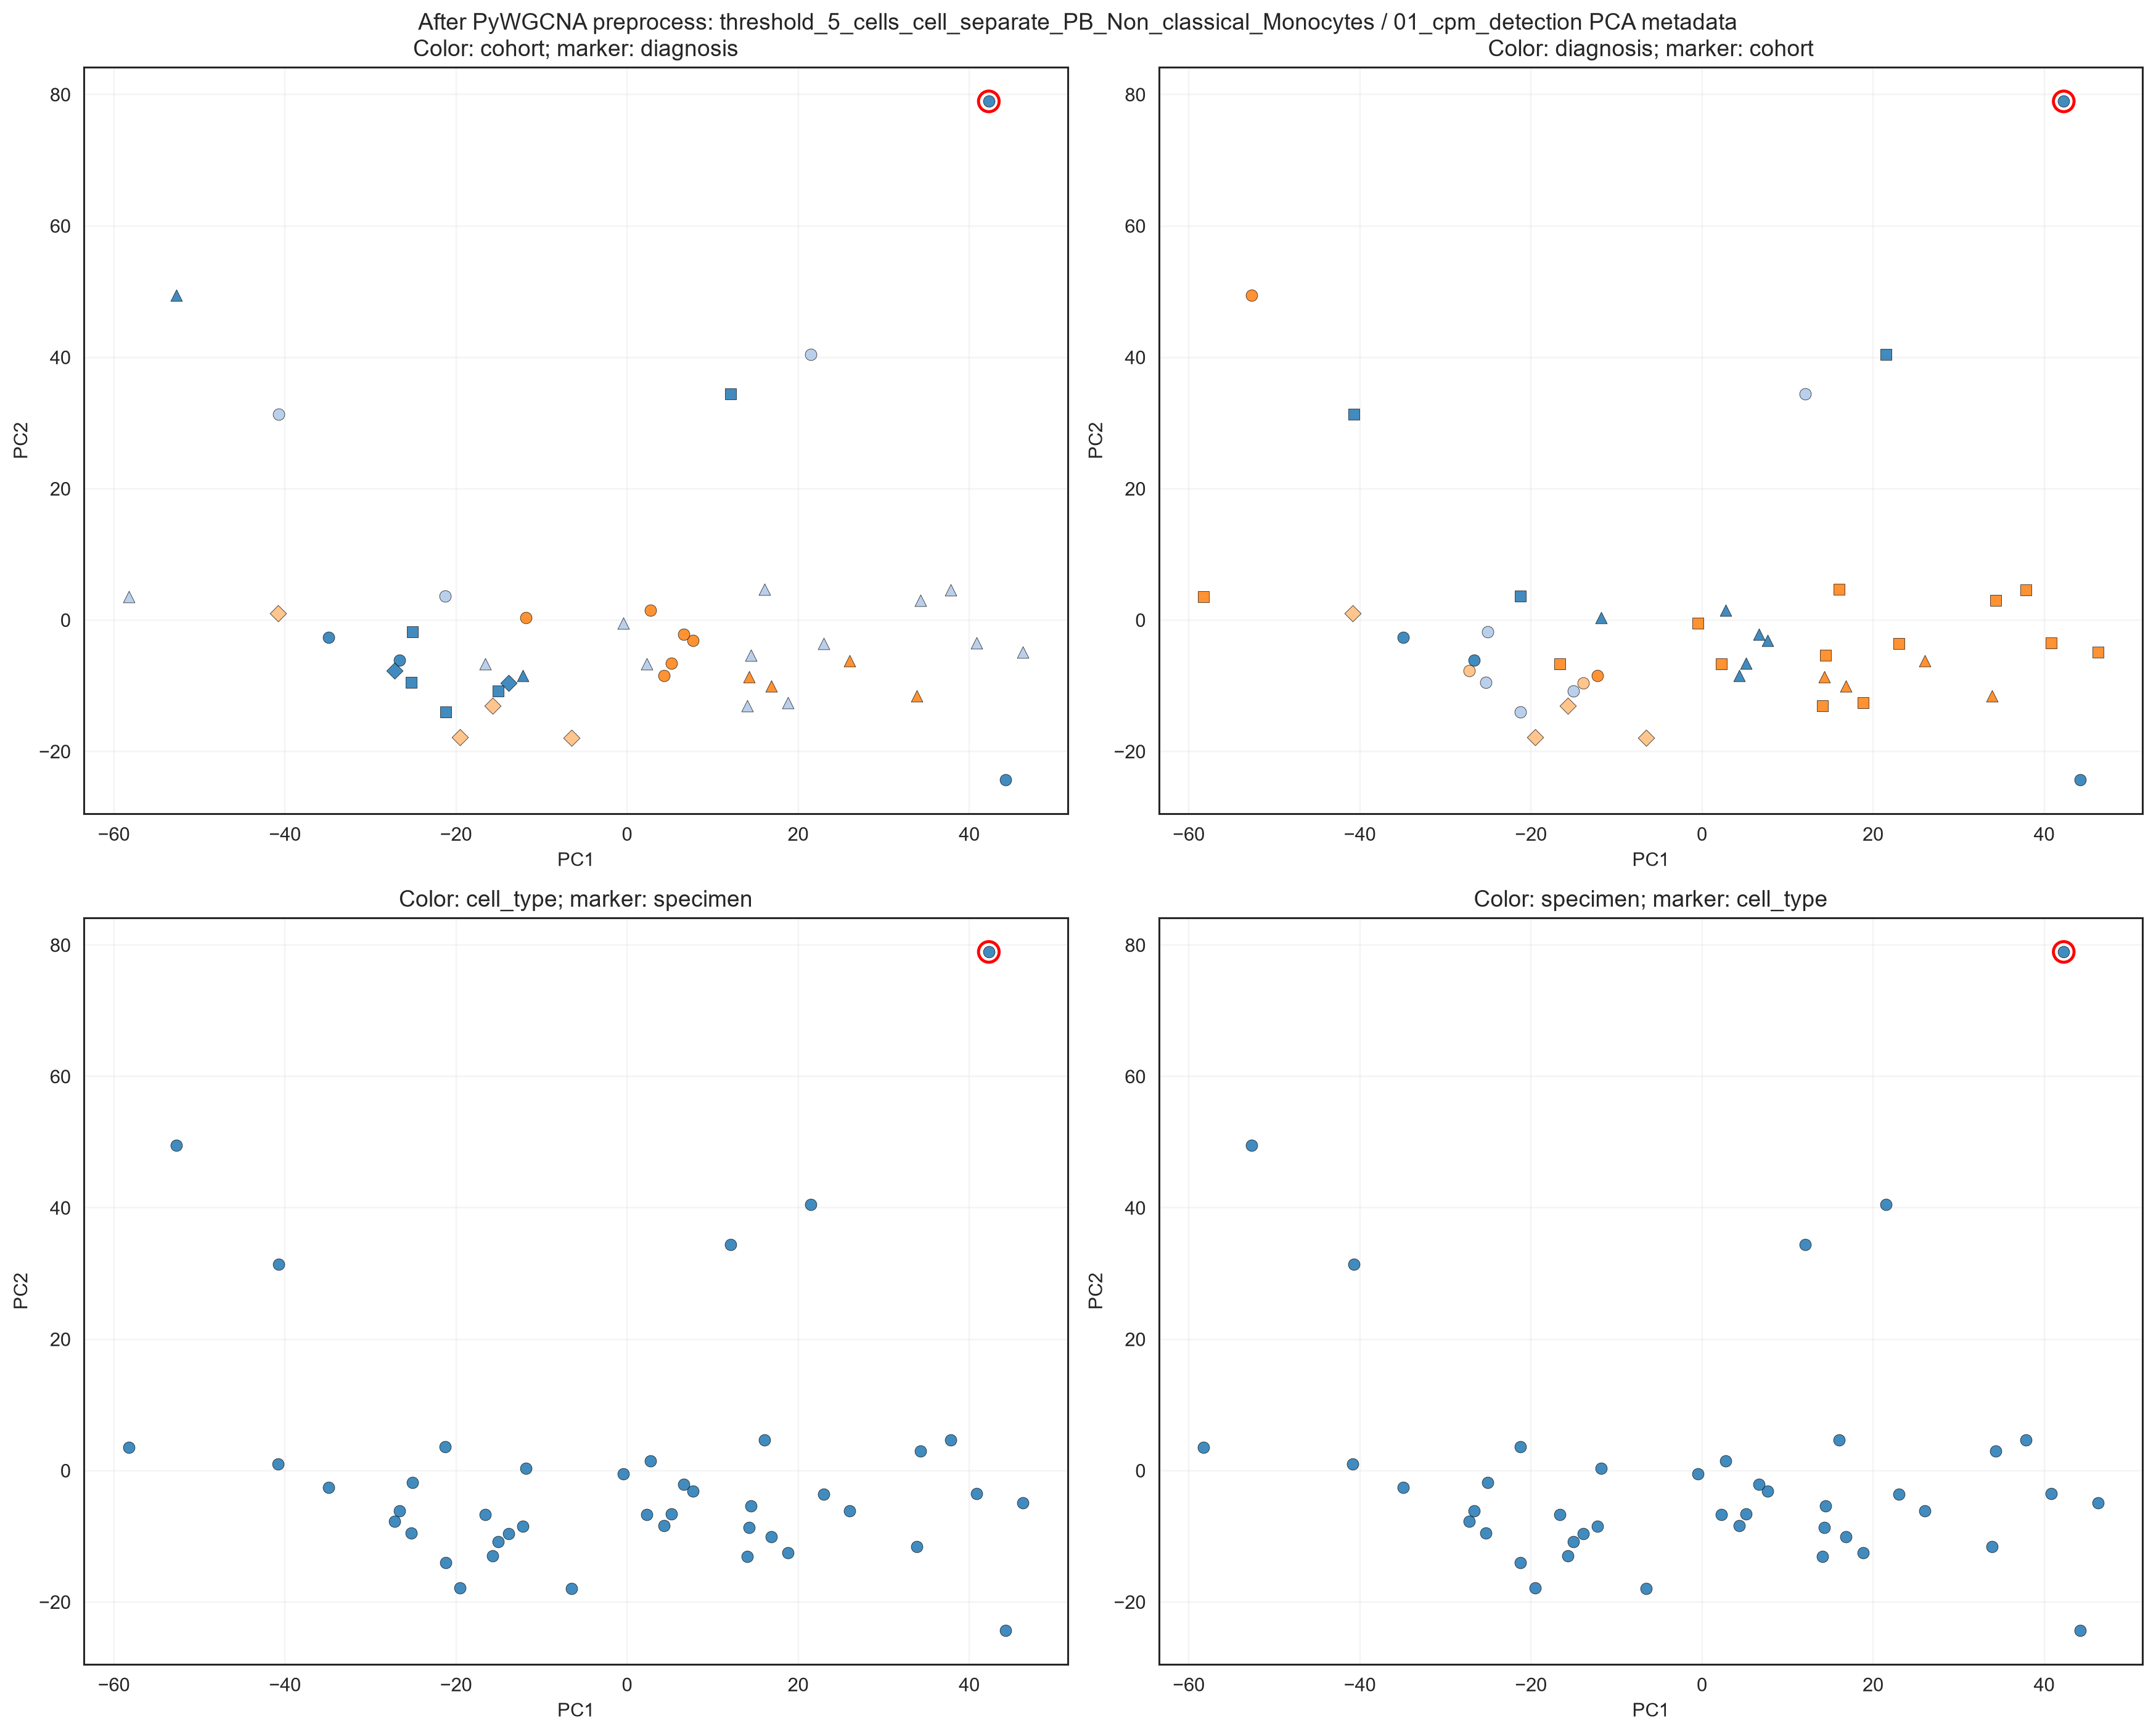 After PyWGCNA preprocess: threshold_5_cells_cell_separate_PB_Non_classical_Monocytes / 01_cpm_detection PCA metadata
Color: cohort; marker: diagnosis
80
60
40
20
0
−20
PC2
−60 −40 −20 0 20 40
PC1
Color: diagnosis; marker: cohort
80
60
40
20
0
−20
PC2
−60 −40 −20 0 20 40
PC1
Color: cell_type; marker: specimen
80
60
40
20
0
−20
PC2
−60 −40 −20 0 20 40
PC1
Color: specimen; marker: cell_type
80
60
40
20
0
−20
PC2
−60 −40 −20 0 20 40
PC1